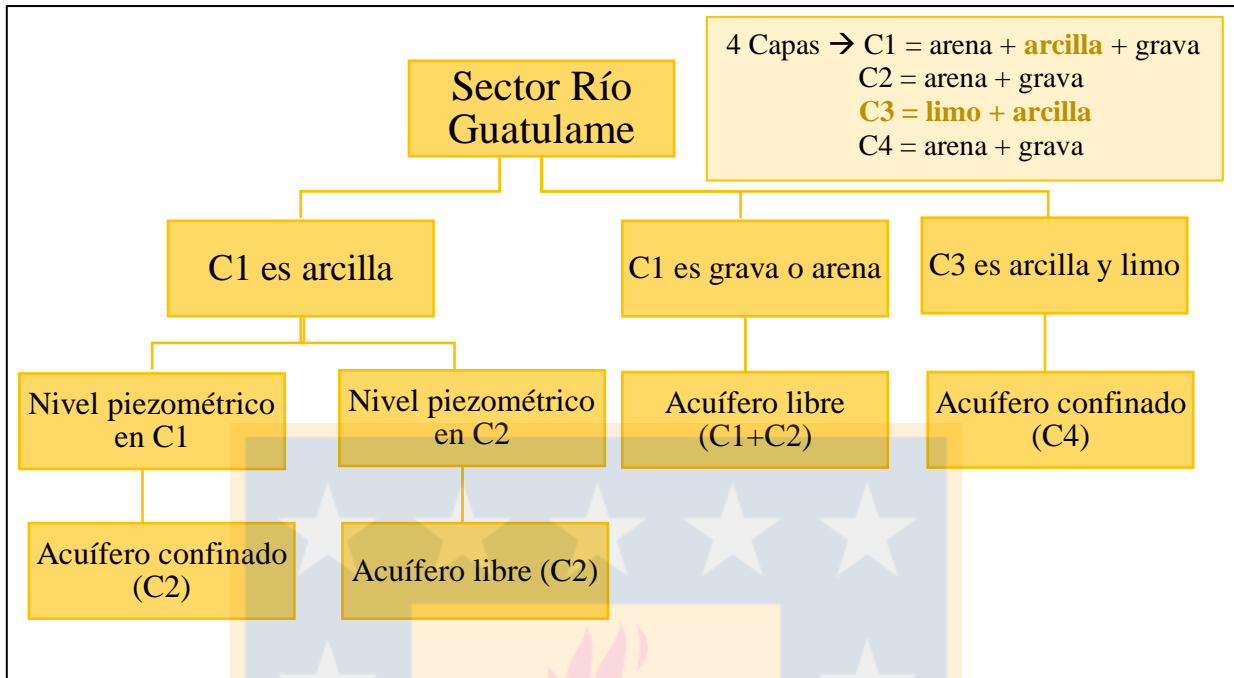 4 Capas → C1 = arena + arcilla + grava
C2 = arena + grava
C3 = limo + arcilla
C4 = arena + grava
Sector Río
Guatulame
C1 es arcilla
C1 es grava o arena
C3 es arcilla y limo
Nivel piezométrico
en C1
Nivel piezométrico
en C2
Acuífero libre
(C1+C2)
Acuífero confinado
(C4)
Acuífero confinado
(C2)
Acuífero libre (C2)